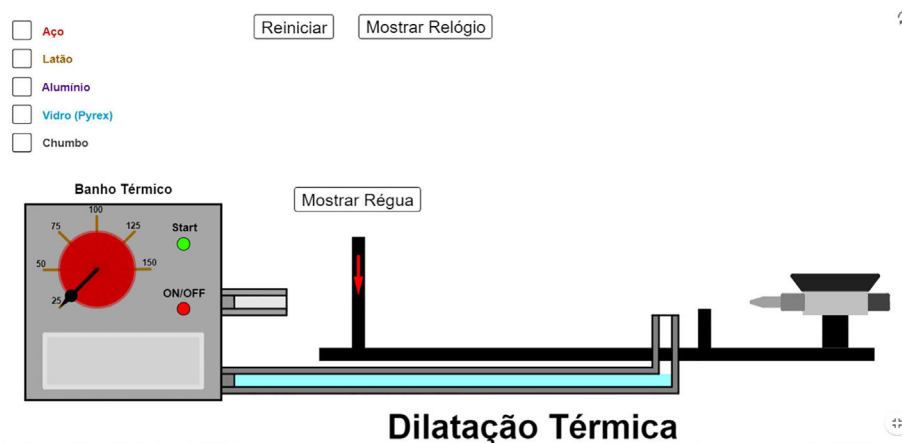 Reiniciar
Mostrar Relógio
Aço
Latão
Alumínio
Vidro (Pyrex)
Chumbo
Banho Térmico
Mostrar Régua
100
75
125
Start
50
150
ON/OFF
25
Dilatação Térmica